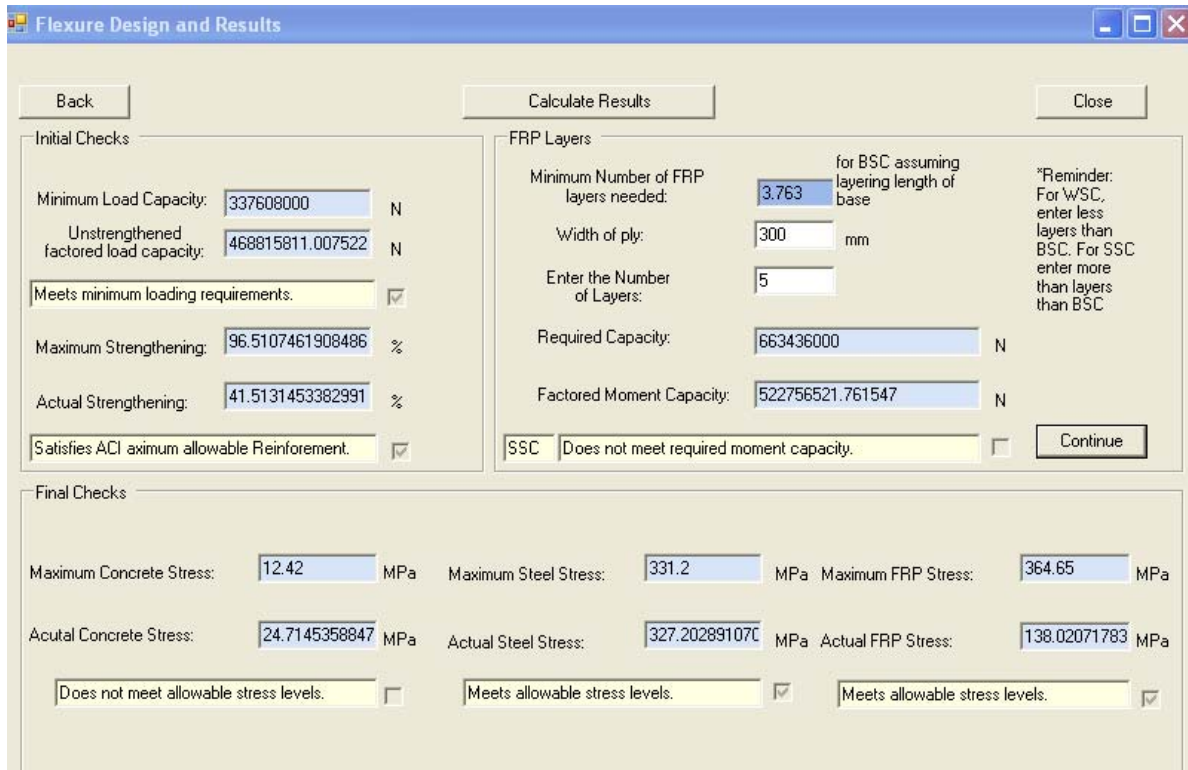 Flexure Design and Results
Back
Calculate Results
Close
Initial Checks
Minimum Load Capacity:
337608000
N
Unstrengthened
factored load capacity:
468815811.007522
N
Meets minimum loading requirements.
Maximum Strengthening:
96.5107461908486
%
Actual Strengthening:
41.5131453382991
%
Satisfies ACI aximum allowable Reinforement.
FRP Layers
Minimum Number of FRP
layers needed:
3.763
for BSC assuming
layering length of
base
Width of ply:
300
mm
Enter the Number
of Layers:
5
Required Capacity:
663436000
N
Factored Moment Capacity:
522756521.761547
N
SSC
Does not meet required moment capacity.
*Reminder:
For WSC,
enter less
layers than
BSC. For SSC
enter more
than layers
than BSC
Continue
Final Checks
Maximum Concrete Stress:
12.42
MPa
Maximum Steel Stress:
331.2
MPa
Maximum FRP Stress:
364.65
MPa
Acutal Concrete Stress:
24.7145358847
MPa
Actual Steel Stress:
327.20289107
MPa
Actual FRP Stress:
138.02071783
MPa
Does not meet allowable stress levels.
Meets allowable stress levels.
Meets allowable stress levels.